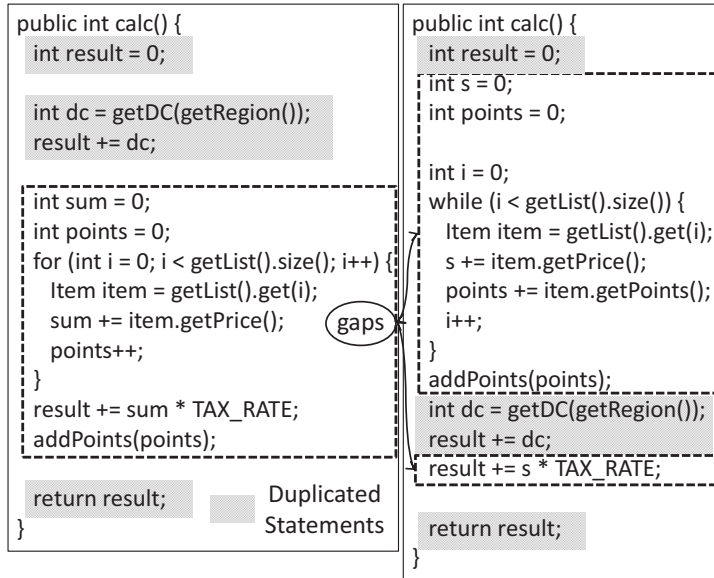 public int calc() {
int result = 0;
int dc = getDC(getRegion());
result += dc;
int sum = 0;
int points = 0;
for (int i = 0; i < getList().size(); i++) {
Item item = getList().get(i);
sum += item.getPrice();
points++;
}
result += sum * TAX_RATE;
addPoints(points);
return result;
}
Duplicated
Statements
gaps
public int calc() {
int result = 0;
int s = 0;
int points = 0;
int i = 0;
while (i < getList().size()) {
Item item = getList().get(i);
s += item.getPrice();
points += item.getPoints();
i++;
}
addPoints(points);
int dc = getDC(getRegion());
result += dc;
result += s * TAX_RATE;
return result;
}